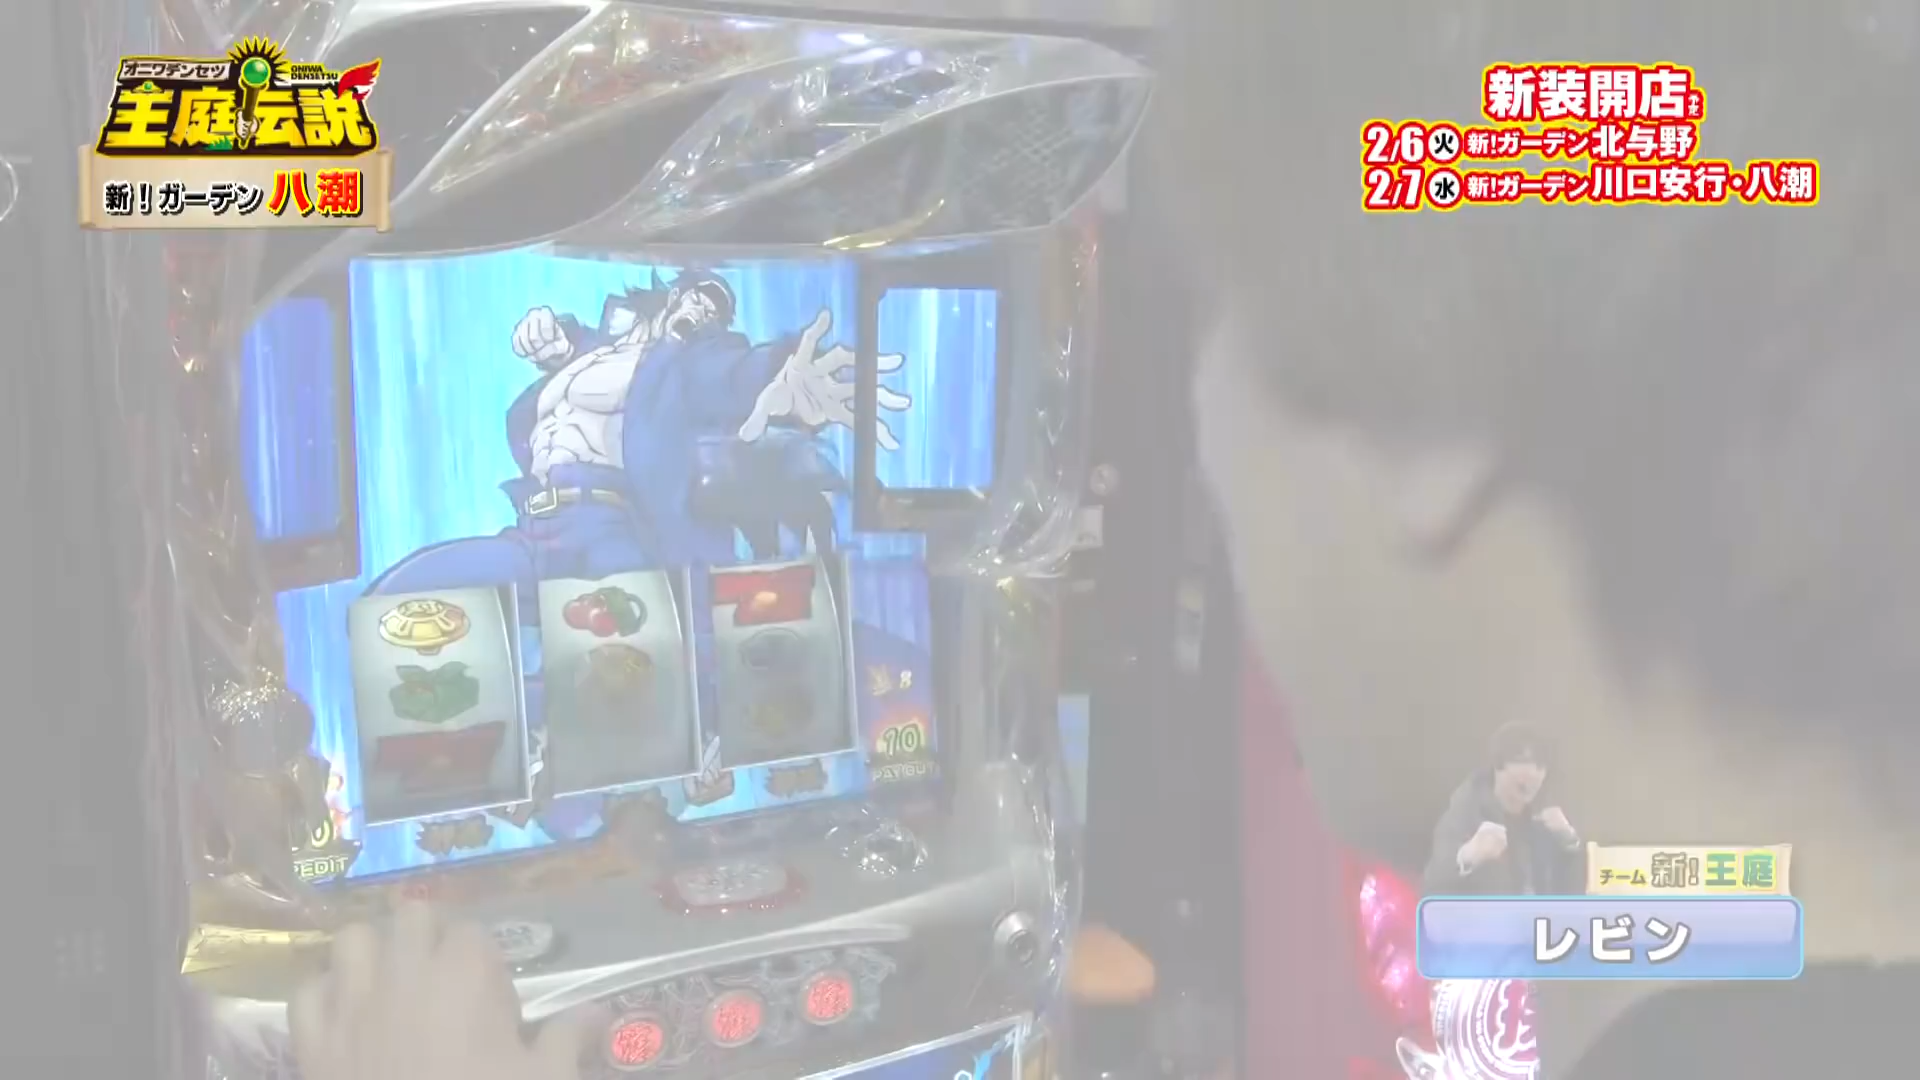 オニワデンセツ
ONIWA DENSETSU
王庭伝説
新!ガーデン 八潮
新装開店
2/6火 新!ガーデン北与野
2/7水 新!ガーデン川口安行・八潮
8
10
PAYOUT
チーム 新!王庭
レビン